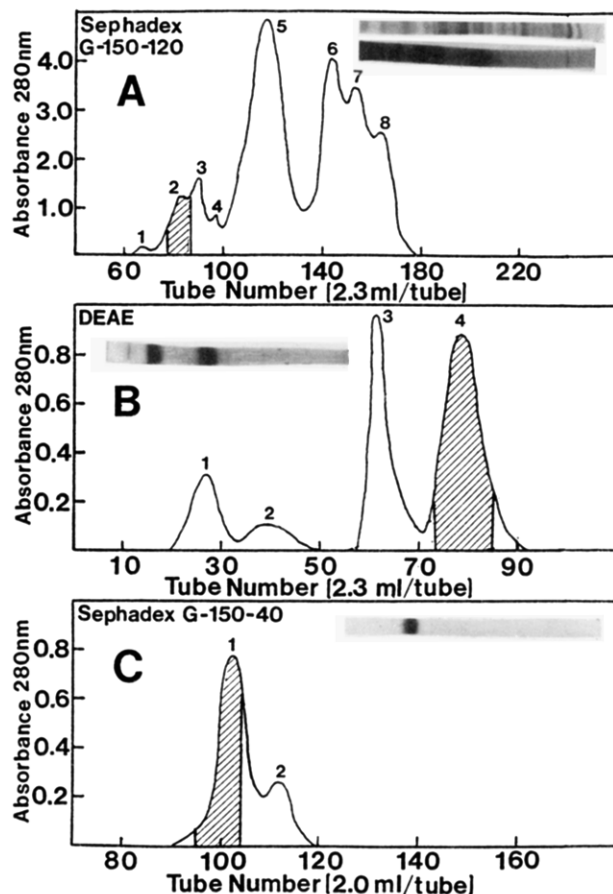 Sephadex
G-150-120
A
Absorbance 280nm
4.0
3.0
2.0
1.0
1 2 3 4 5 6 7 8
60 100 140 180 220
Tube Number [2.3ml/tube]
DEAE
B
Absorbance 280nm
0.8
0.6
0.4
0.2
1 2 3 4
10 30 50 70 90
Tube Number [2.3 ml/tube]
Sephadex G-150-40
C
Absorbance 280nm
0.8
0.6
0.4
0.2
1 2
80 100 120 140 160
Tube Number [2.0 ml/tube]